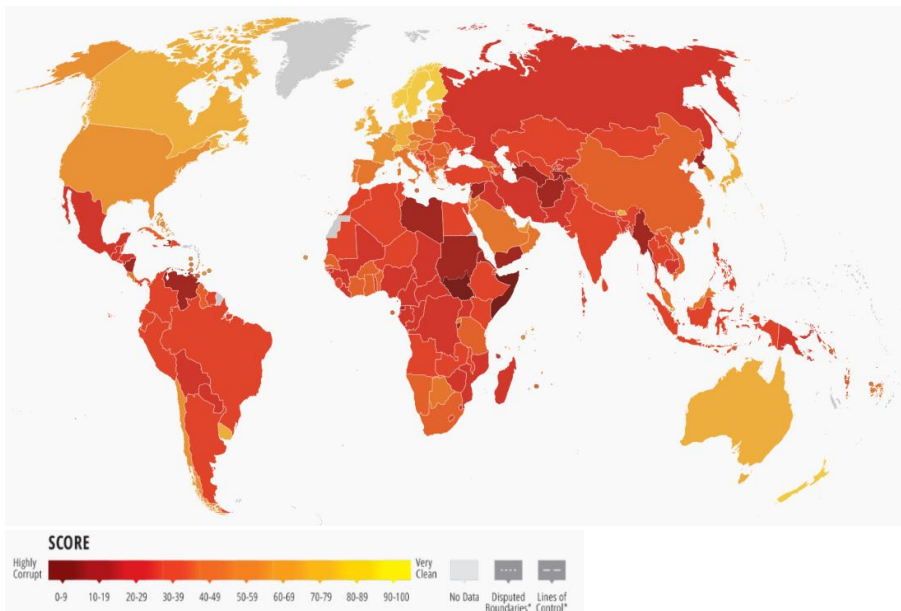 SCORE
Highly
Corrupt
Very
Clean
0-9 10-19 20-29 30-39 40-49 50-59 60-69 70-79 80-89 90-100
No Data
Disputed
Boundaries*
Lines of
Control*